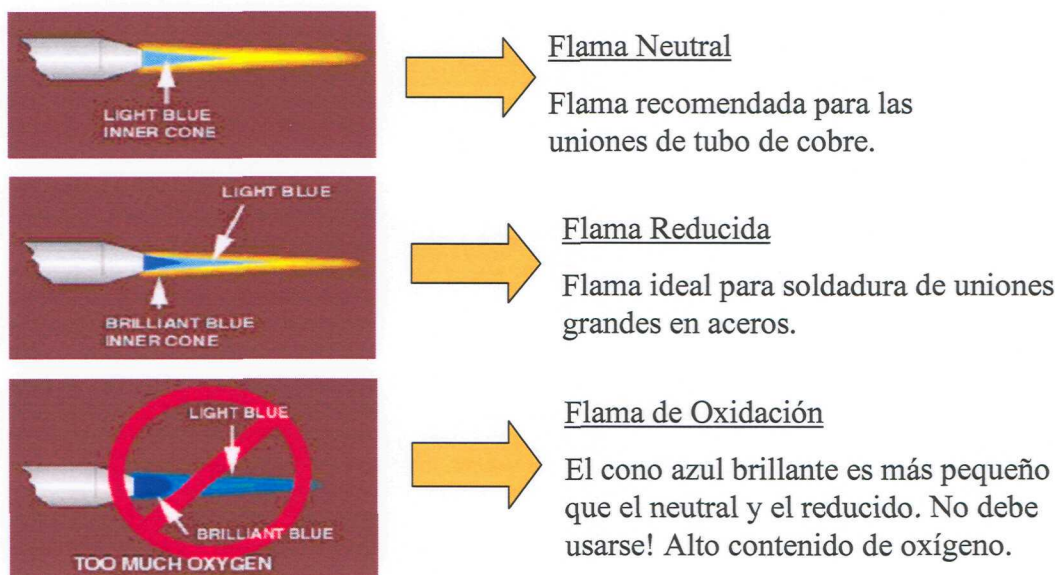 LIGHT BLUE
INNER CONE
Flama Neutral
Flama recomendada para las
uniones de tubo de cobre.
LIGHT BLUE
BRILLIANT BLUE
INNER CONE
Flama Reducida
Flama ideal para soldadura de uniones
grandes en aceros.
LIGHT BLUE
BRILLIANT BLUE
TOO MUCH OXYGEN
Flama de Oxidación
El cono azul brillante es más pequeño
que el neutral y el reducido. No debe
usarse! Alto contenido de oxígeno.